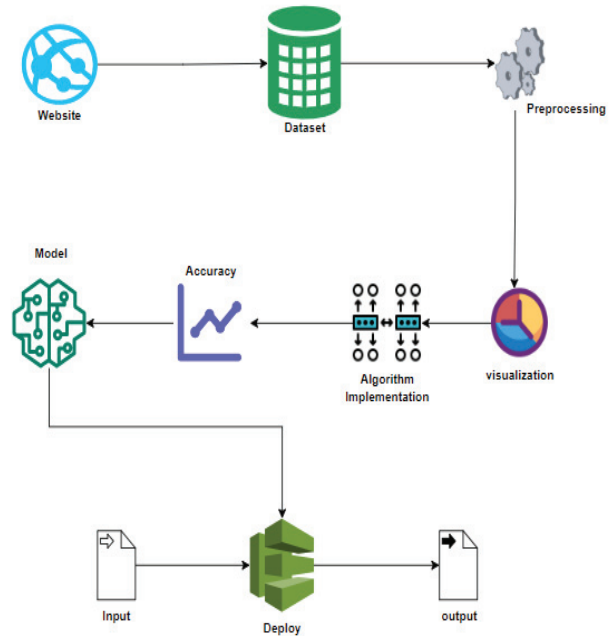 Website
Dataset
Preprocessing
Model
Accuracy
Algorithm
Implementation
visualization
Input
Deploy
output